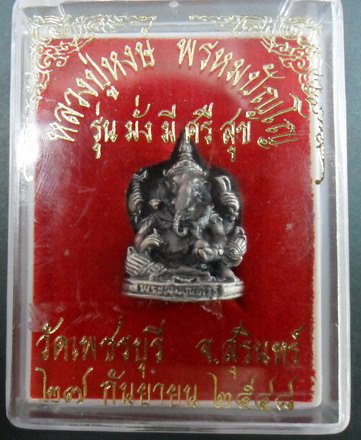 หลวงปู่หงษ์ พรหมปัญโญ
รุ่น มั่ง มี ศรี สุข
วัดเพชรบุรี จ.สุรินทร์
๒๗ กันยายน ๒๕๔๘